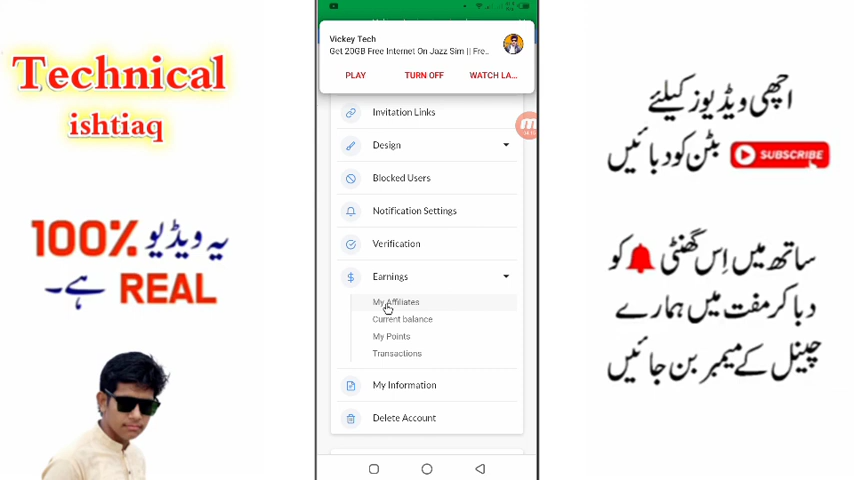 Technical
ishtiaq
یہ ویڈیو 100%
REAL ہے۔
Vickey Tech
Get 20GB Free Internet On Jazz Sim || Fre..
PLAY
TURN OFF
WATCH LA...
Invitation Links
Design
Blocked Users
Notification Settings
Verification
Earnings
My Affiliates
Current balance
My Points
Transactions
My Information
Delete Account
اچھی ویڈیوز کیلئے
SUBSCRIBE بٹن کو دبائیں
ساتھ میں اِس گھنٹی کو
دبا کر مفت میں ہمارے
چینل کے میمبر بن جائیں